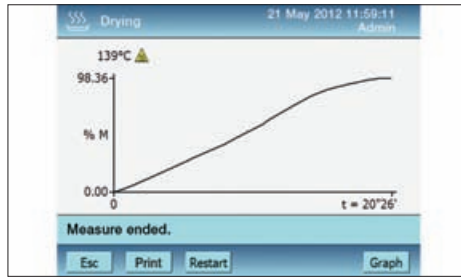 Drying
21 May 2012 11:59:11
Admin
139°C
98.36
% M
0.00
0
t = 20"26'
Measure ended.
Esc Print Restart Graph